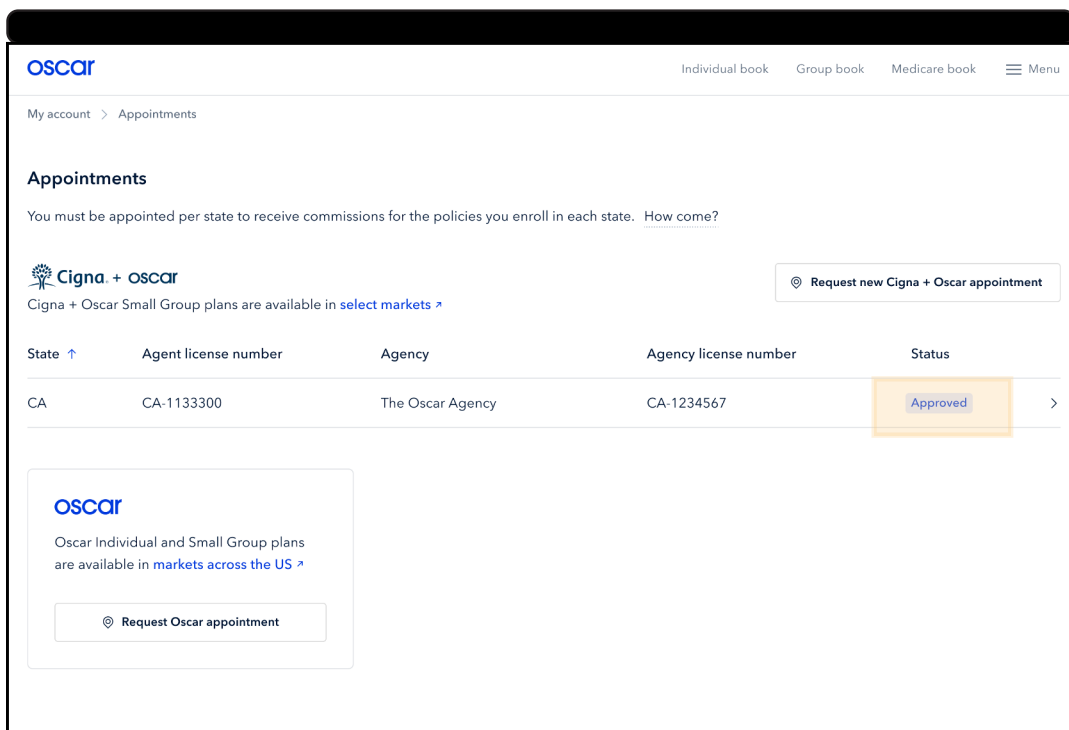 oscar
Individual book Group book Medicare book Menu
My account > Appointments
Appointments
You must be appointed per state to receive commissions for the policies you enroll in each state. How come?
Cigna. + oscar
Request new Cigna + Oscar appointment
Cigna + Oscar Small Group plans are available in select markets ↗
State ↑ Agent license number Agency Agency license number Status
CA CA-1133300 The Oscar Agency CA-1234567 Approved >
oscar
Oscar Individual and Small Group plans
are available in markets across the US ↗
Request Oscar appointment